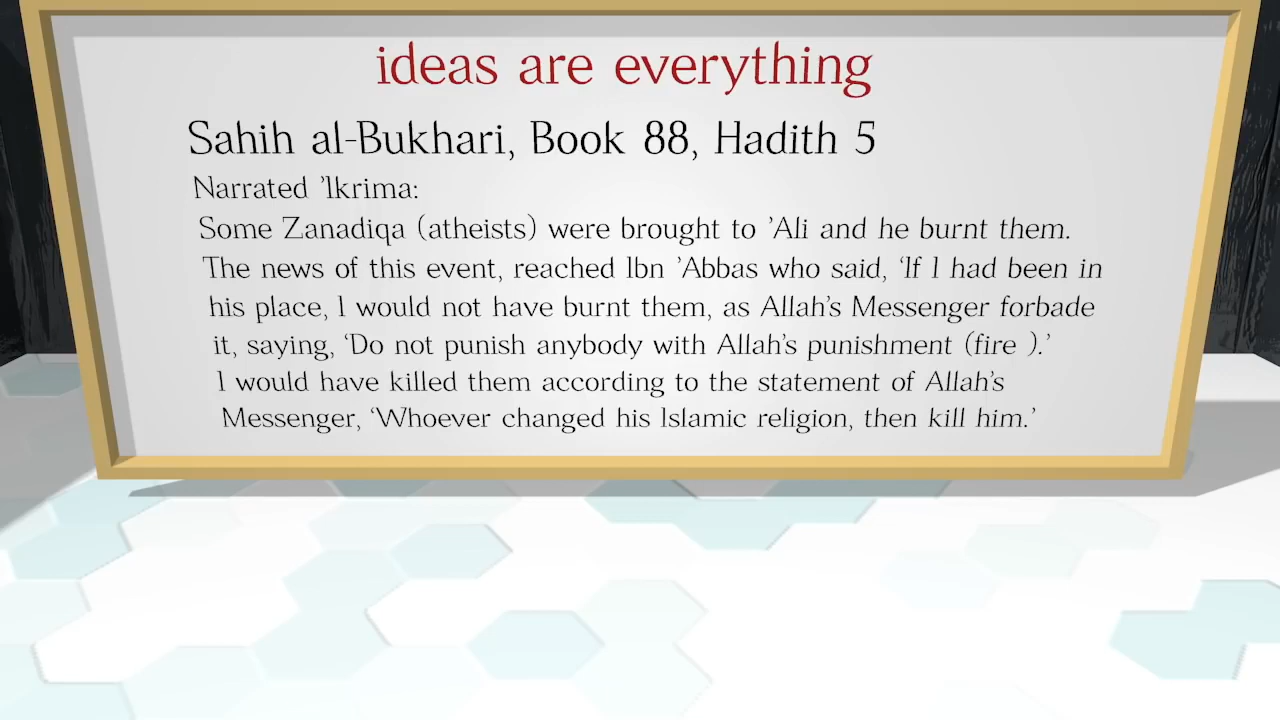 ideas are everything
Sahih al-Bukhari, Book 88, Hadith 5
Narrated 'Ikrima:
Some Zanadiqa (atheists) were brought to 'Ali and he burnt them.
The news of this event, reached Ibn 'Abbas who said, 'If I had been in
his place, I would not have burnt them, as Allah's Messenger forbade
it, saying, 'Do not punish anybody with Allah's punishment (fire ).'
I would have killed them according to the statement of Allah's
Messenger, 'Whoever changed his Islamic religion, then kill him.'